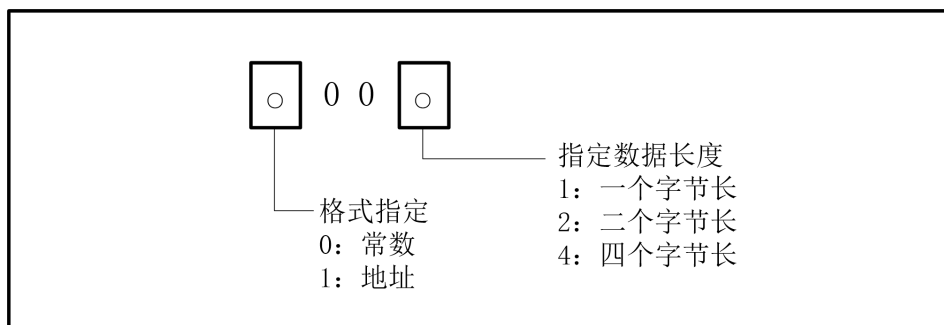 ○ 0 0 ○
指定数据长度
1: 一个字节长
2: 二个字节长
4: 四个字节长
格式指定
0: 常数
1: 地址